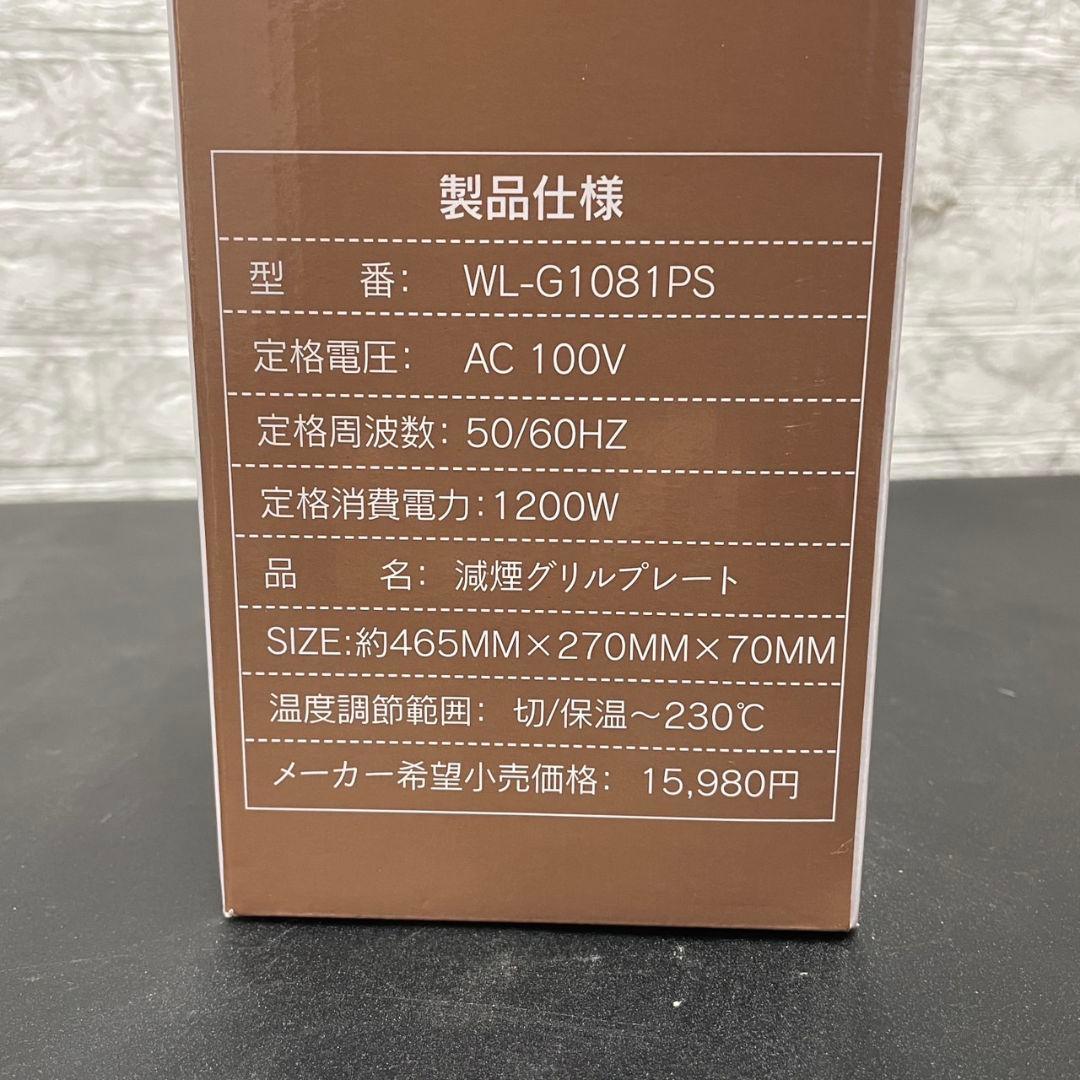 製品仕様
型　　番： WL-G1081PS
定格電圧： AC 100V
定格周波数：50/60HZ
定格消費電力：1200W
品　　名： 減煙グリルプレート
SIZE：約465MM×270MM×70MM
温度調節範囲： 切/保温～230℃
メーカー希望小売価格： 15,980円